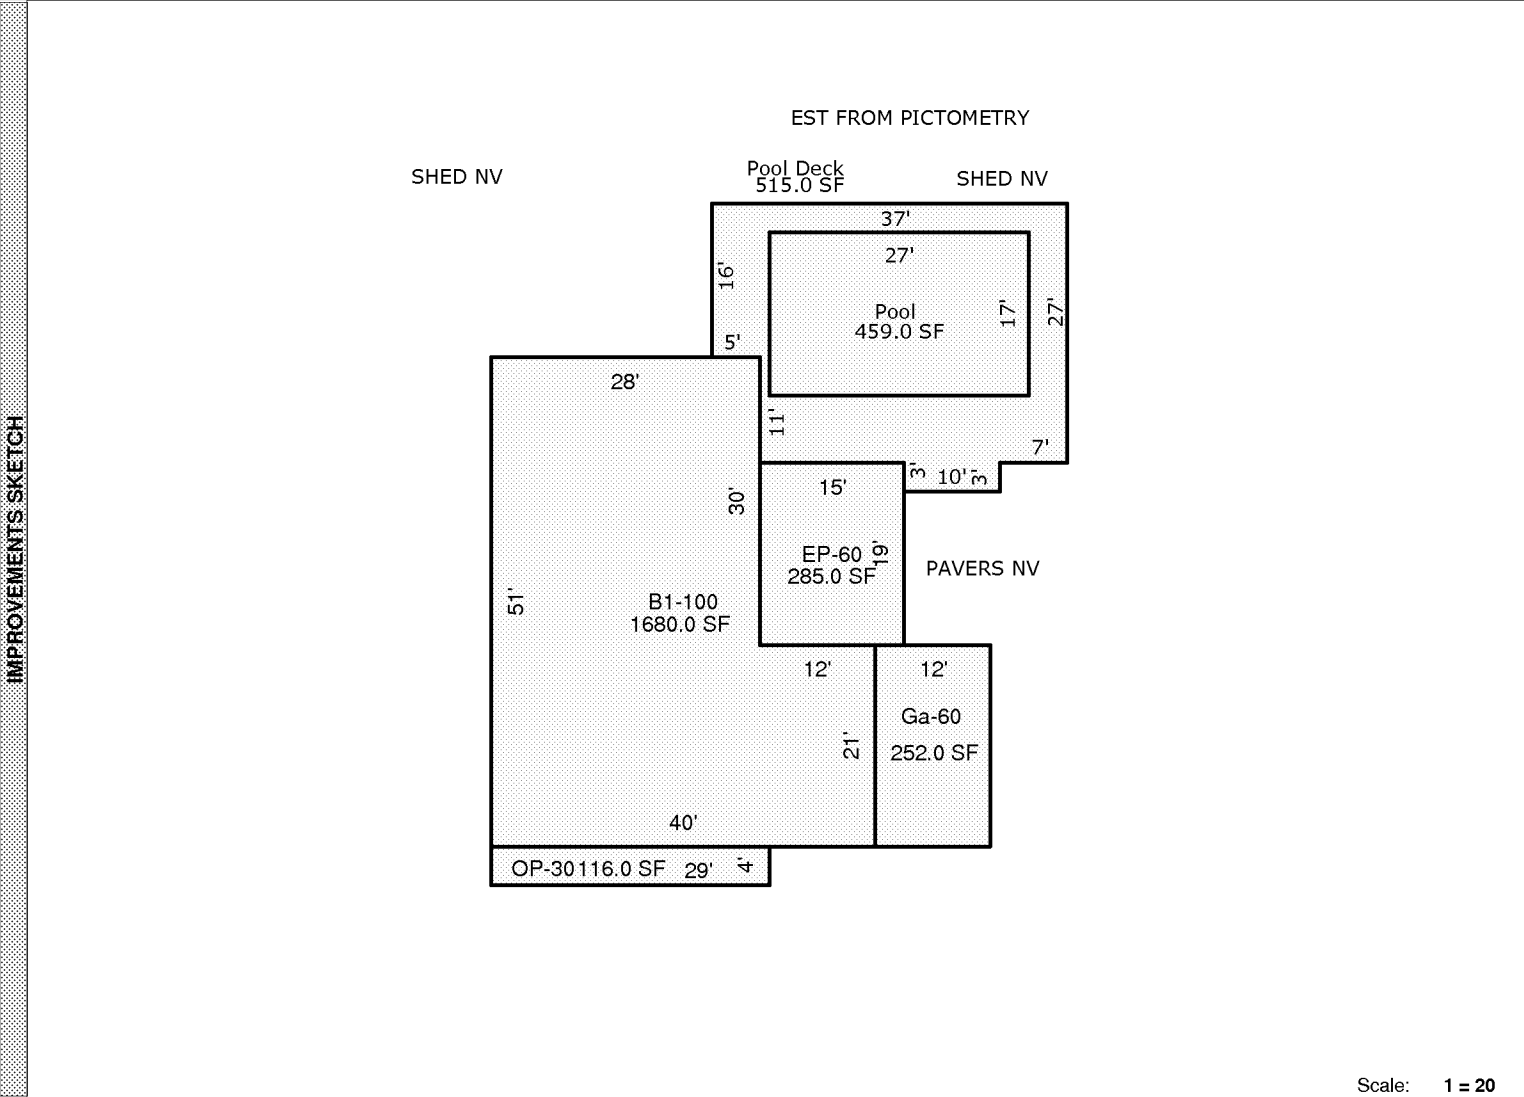 IMPROVEMENTS SKETCH
EST FROM PICTOMETRY
SHED NV
Pool Deck
515.0 SF
SHED NV
37'
27'
16'
Pool
459.0 SF
17'
27'
5'
28'
11'
7'
3'
10'
3'
15'
30'
EP-60
285.0 SF
19'
PAVERS NV
51'
B1-100
1680.0 SF
12'
12'
Ga-60
252.0 SF
21'
40'
OP-30 116.0 SF
29'
4'
Scale: 1 = 20